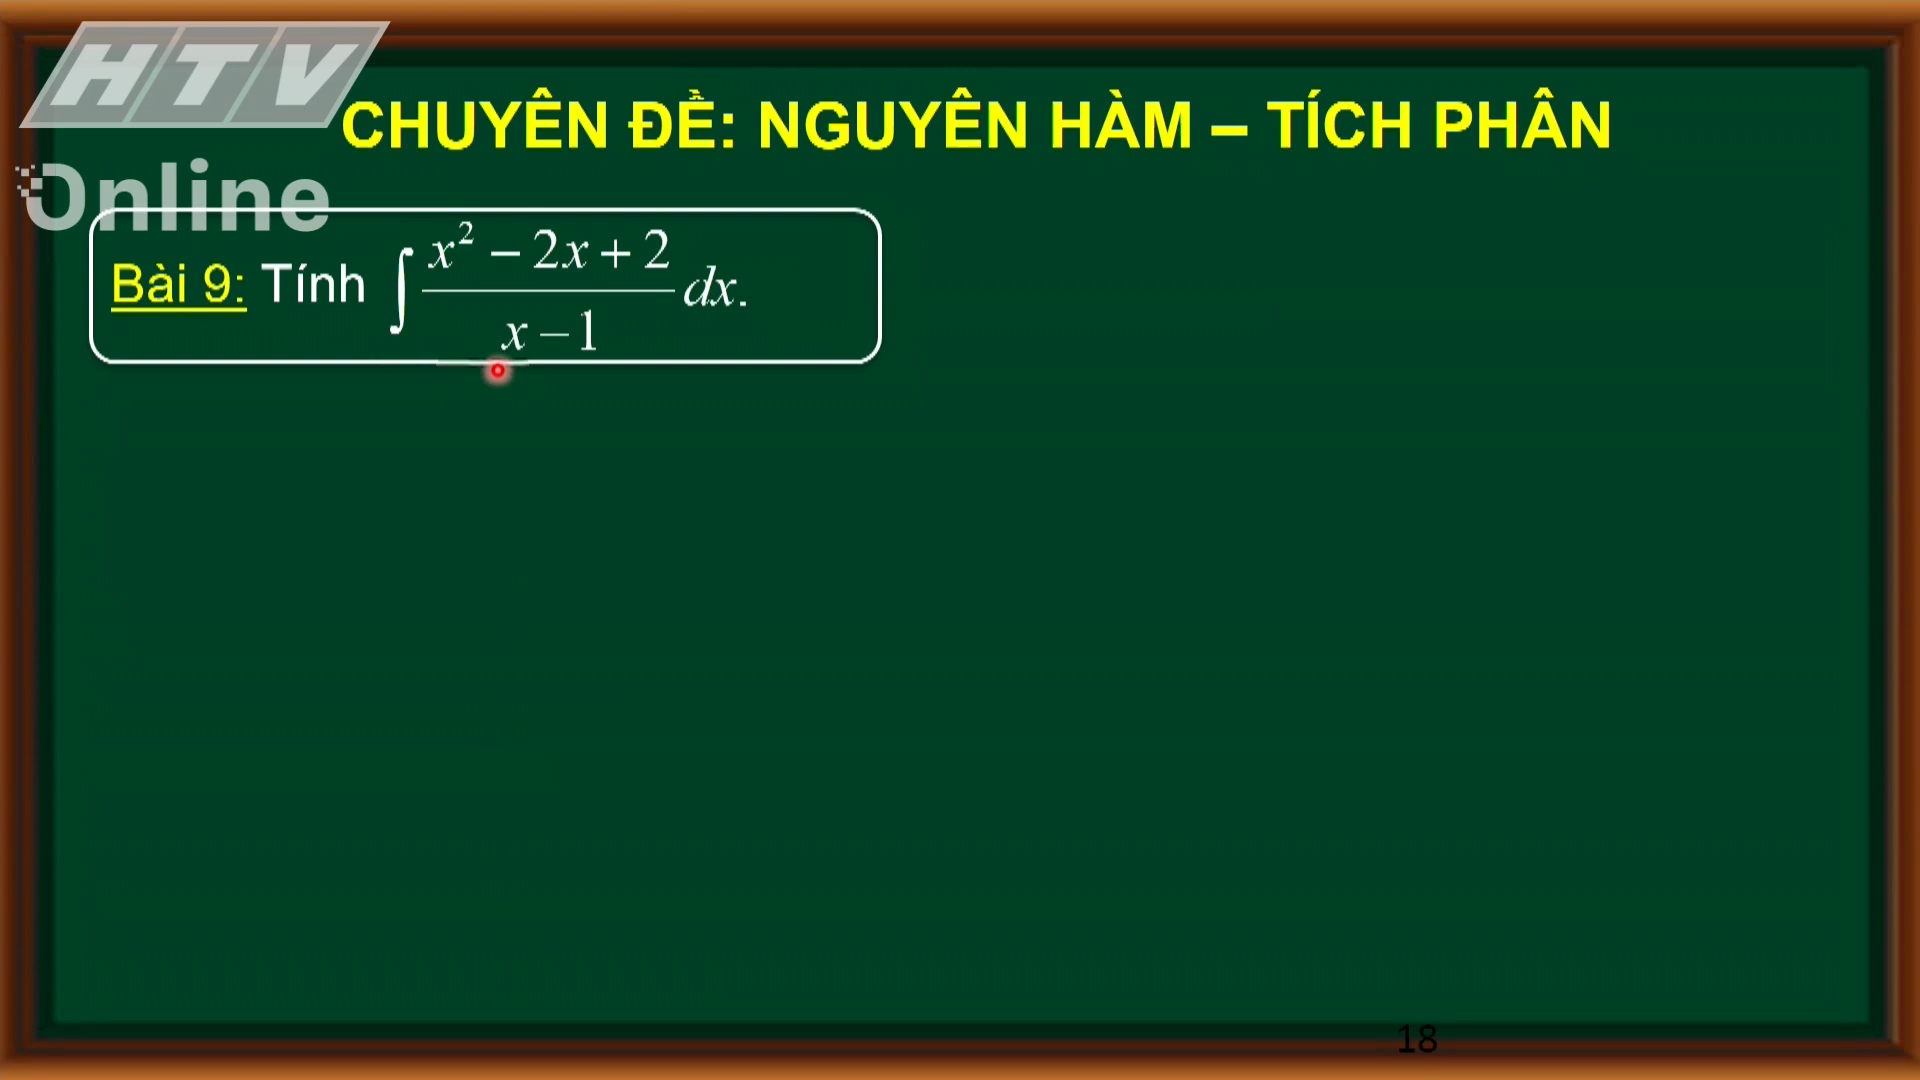 HTV
Online
CHUYÊN ĐỀ: NGUYÊN HÀM – TÍCH PHÂN
Bài 9: Tính ∫ (x² − 2x + 2)/(x − 1) dx.
18